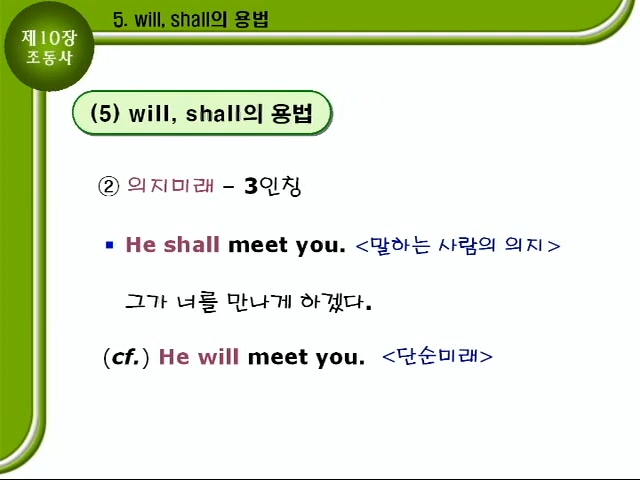 5. will, shall의 용법
제10장
조동사
(5) will, shall의 용법
② 의지미래 – 3인칭
▪ He shall meet you. <말하는 사람의 의지>
그가 너를 만나게 하겠다.
(cf.) He will meet you. <단순미래>